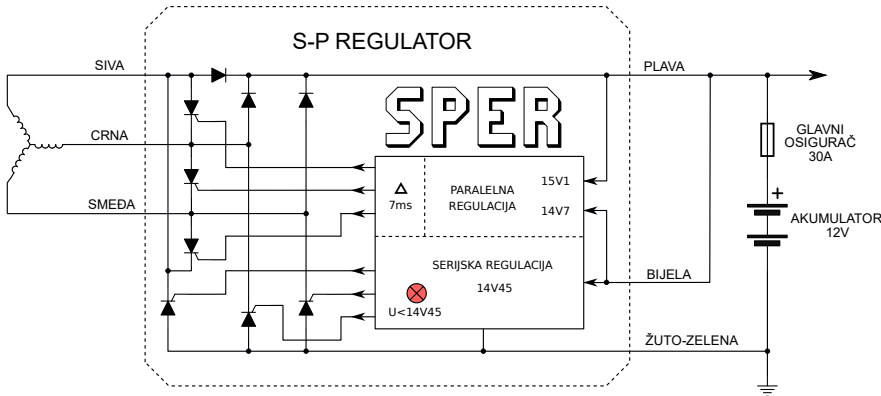 S-P REGULATOR
SIVA
PLAVA
SPER
CRNA
GLAVNI
OSIGURAČ
30A
15V1
PARALELNA
REGULACIJA
Δ
7ms
14V7
SMEĐA
+
AKUMULATOR
12V
SERIJSKA REGULACIJA
14V45
BIJELA
U<14V45
ŽUTO-ZELENA